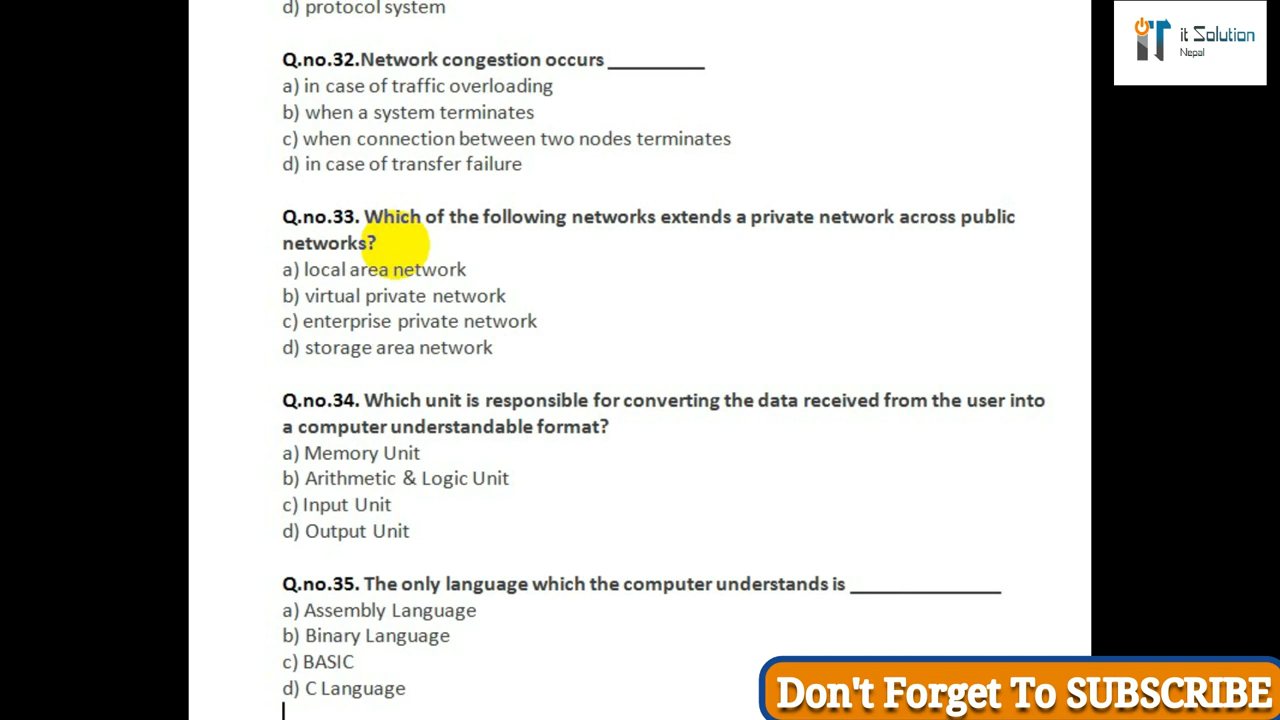 d) protocol system
it Solution
Nepal
Q.no.32.Network congestion occurs _________
a) in case of traffic overloading
b) when a system terminates
c) when connection between two nodes terminates
d) in case of transfer failure
Q.no.33. Which of the following networks extends a private network across public
networks?
a) local area network
b) virtual private network
c) enterprise private network
d) storage area network
Q.no.34. Which unit is responsible for converting the data received from the user into
a computer understandable format?
a) Memory Unit
b) Arithmetic & Logic Unit
c) Input Unit
d) Output Unit
Q.no.35. The only language which the computer understands is ______________
a) Assembly Language
b) Binary Language
c) BASIC
d) C Language
Don't Forget To SUBSCRIBE